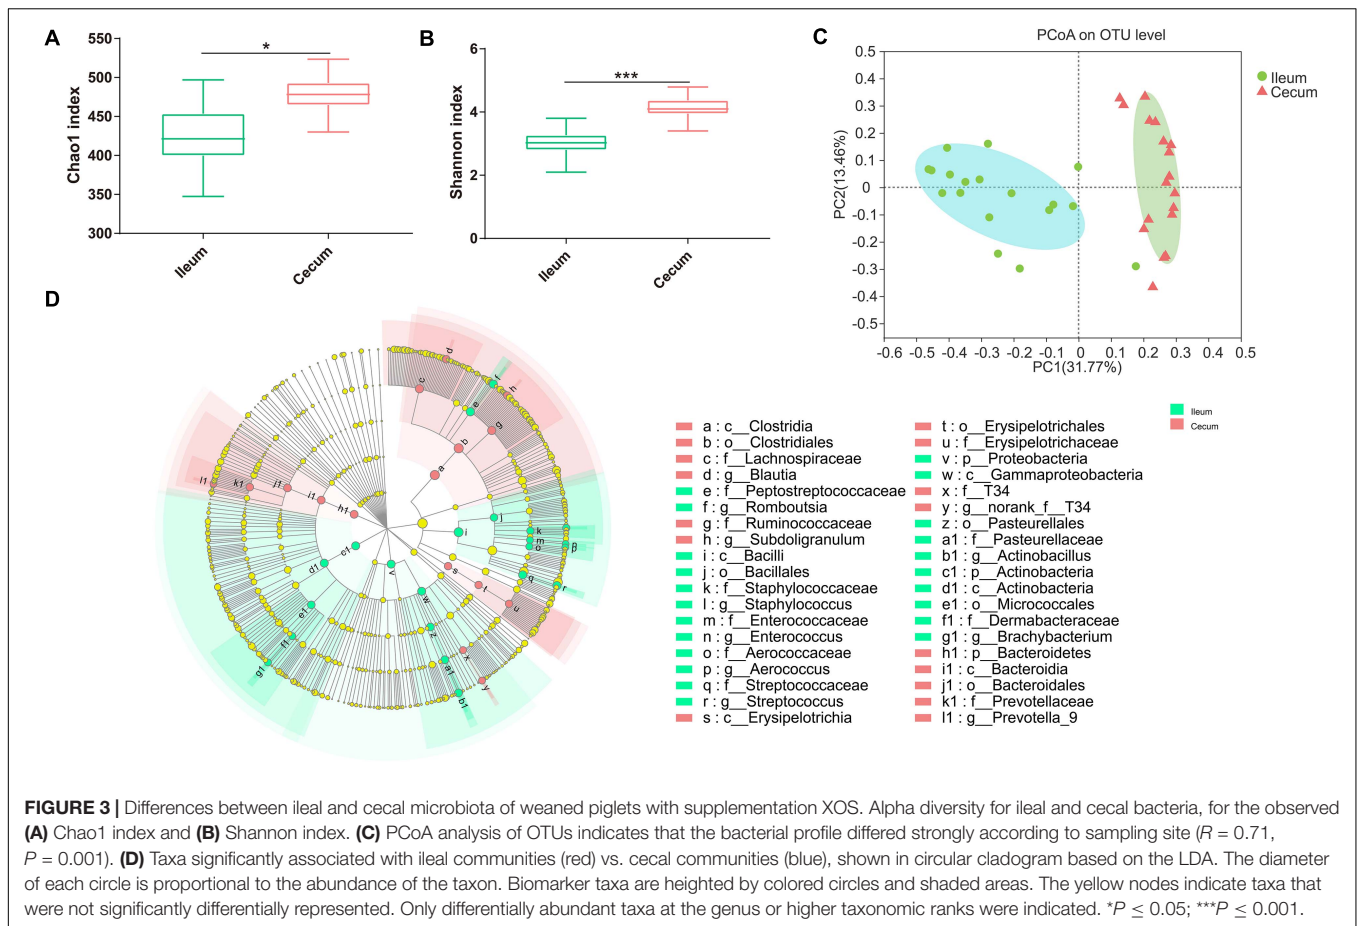 A
550
500
450
400
350
300
Chao1 index
*
Ileum
Cecum
B
6
4
2
0
Shannon index
***
Ileum
Cecum
C
PCoA on OTU level
0.5
0.4
0.3
0.2
0.1
0
-0.1
-0.2
-0.3
-0.4
-0.5
PC2(13.46%)
-0.6 -0.5 -0.4 -0.3 -0.2 -0.1 0 0.1 0.2 0.3 0.4 0.5
PC1(31.77%)
Ileum
Cecum
D
a
b
c
d
e
f
g
h
i
j
k
m
o
p
q
r
s
t
u
v
w
x
y
z
a1
b1
c1
d1
e1
f1
g1
h1
i1
j1
k1
l1
Ileum
Cecum
a : c__Clostridia
b : o__Clostridiales
c : f__Lachnospiraceae
d : g__Blautia
e : f__Peptostreptococcaceae
f : g__Romboutsia
g : f__Ruminococcaceae
h : g__Subdoligranulum
i : c__Bacilli
j : o__Bacillales
k : f__Staphylococcaceae
l : g__Staphylococcus
m : f__Enterococcaceae
n : g__Enterococcus
o : f__Aerococcaceae
p : g__Aerococcus
q : f__Streptococcaceae
r : g__Streptococcus
s : c__Erysipelotrichia
t : o__Erysipelotrichales
u : f__Erysipelotrichaceae
v : p__Proteobacteria
w : c__Gammaproteobacteria
x : f__T34
y : g__norank_f__T34
z : o__Pasteurellales
a1 : f__Pasteurellaceae
b1 : g__Actinobacillus
c1 : p__Actinobacteria
d1 : c__Actinobacteria
e1 : o__Micrococcales
f1 : f__Dermabacteraceae
g1 : g__Brachybacterium
h1 : p__Bacteroidetes
i1 : c__Bacteroidia
j1 : o__Bacteroidales
k1 : f__Prevotellaceae
l1 : g__Prevotella_9
FIGURE 3 | Differences between ileal and cecal microbiota of weaned piglets with supplementation XOS. Alpha diversity for ileal and cecal bacteria, for the observed
(A) Chao1 index and (B) Shannon index. (C) PCoA analysis of OTUs indicates that the bacterial profile differed strongly according to sampling site (R = 0.71,
P = 0.001). (D) Taxa significantly associated with ileal communities (red) vs. cecal communities (blue), shown in circular cladogram based on the LDA. The diameter
of each circle is proportional to the abundance of the taxon. Biomarker taxa are heighted by colored circles and shaded areas. The yellow nodes indicate taxa that
were not significantly differentially represented. Only differentially abundant taxa at the genus or higher taxonomic ranks were indicated. *P ≤ 0.05; ***P ≤ 0.001.